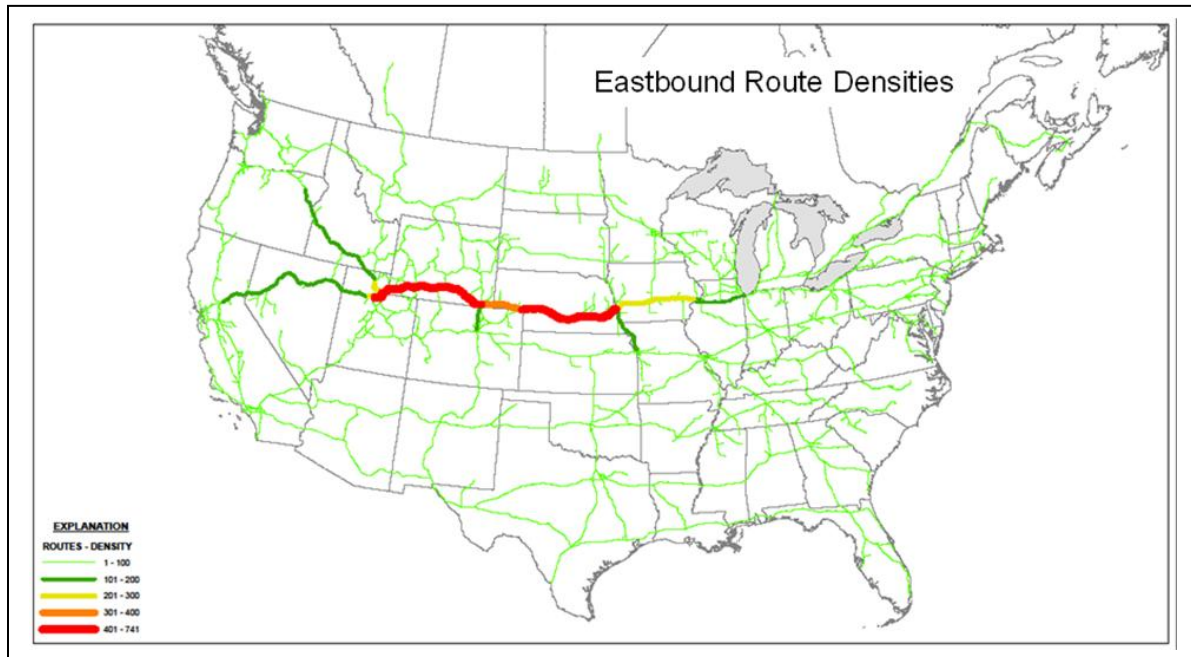 Eastbound Route Densities
EXPLANATION
ROUTES - DENSITY
1 - 100
101 - 200
201 - 300
301 - 400
401 - 741